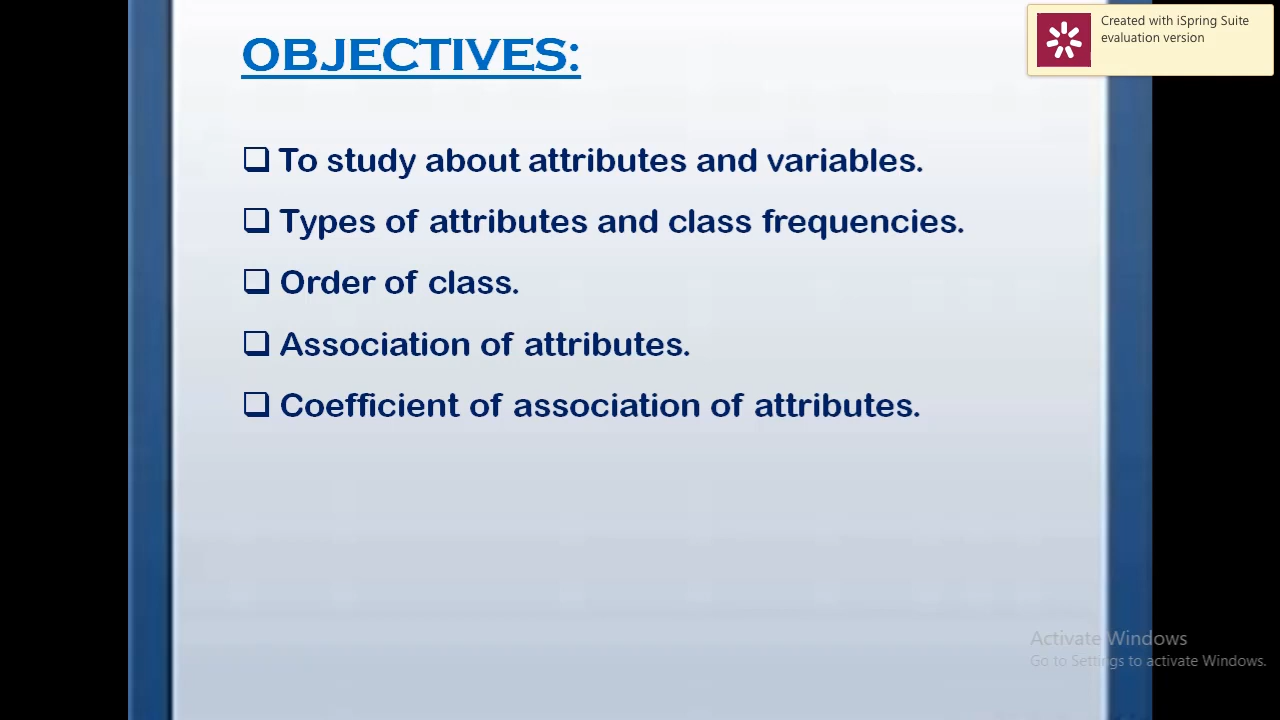 OBJECTIVES:
To study about attributes and variables.
Types of attributes and class frequencies.
Order of class.
Association of attributes.
Coefficient of association of attributes.
Created with iSpring Suite
evaluation version
Activate Windows
Go to Settings to activate Windows.